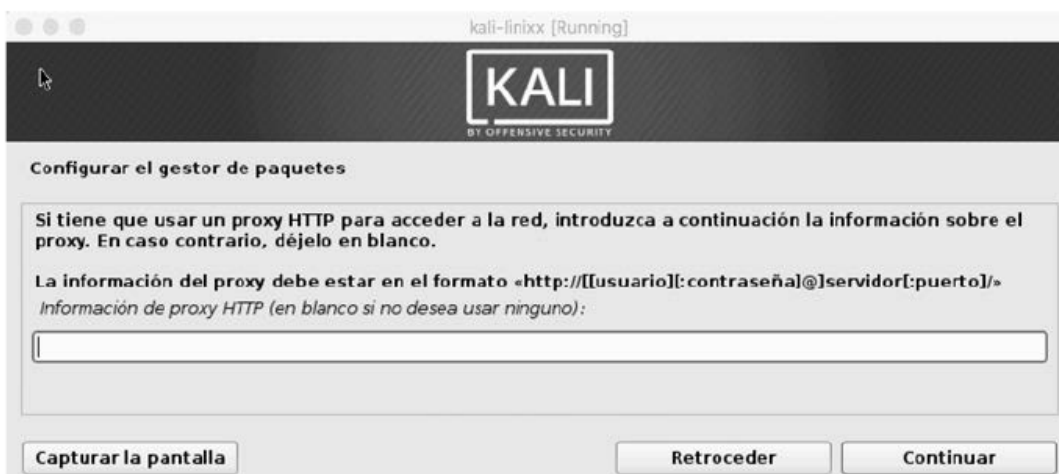 kali-linixx [Running]
KALI
BY OFFENSIVE SECURITY
Configurar el gestor de paquetes
Si tiene que usar un proxy HTTP para acceder a la red, introduzca a continuación la información sobre el
proxy. En caso contrario, déjelo en blanco.
La información del proxy debe estar en el formato «http://[[usuario][:contraseña]@]servidor[:puerto]/»
Información de proxy HTTP (en blanco si no desea usar ninguno):
Capturar la pantalla
Retroceder
Continuar